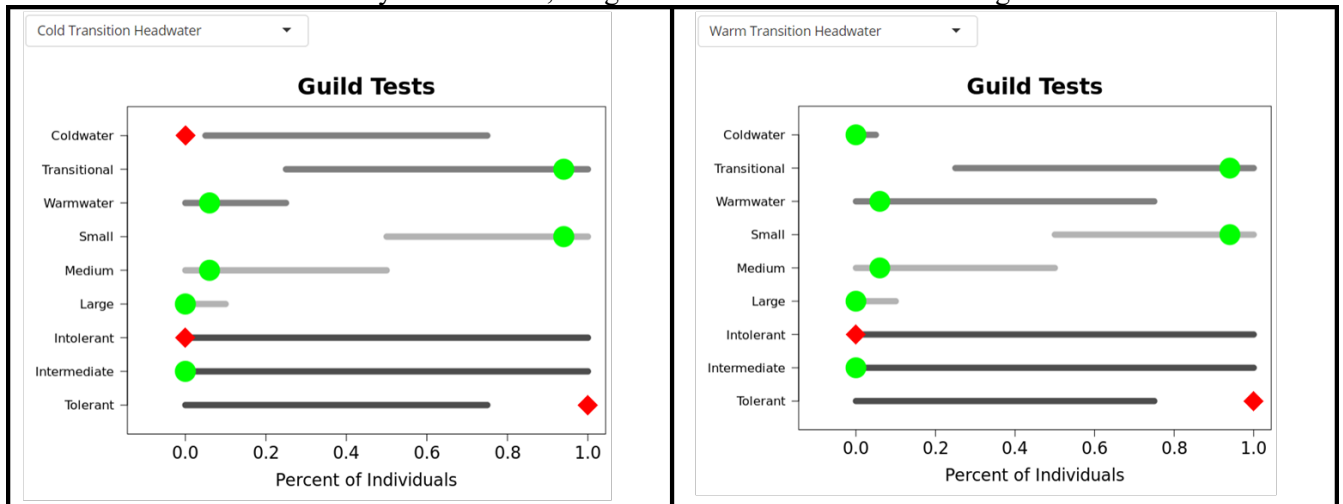 Cold Transition Headwater
Guild Tests
Coldwater
Transitional
Warmwater
Small
Medium
Large
Intolerant
Intermediate
Tolerant
0.0 0.2 0.4 0.6 0.8 1.0
Percent of Individuals
Warm Transition Headwater
Guild Tests
Coldwater
Transitional
Warmwater
Small
Medium
Large
Intolerant
Intermediate
Tolerant
0.0 0.2 0.4 0.6 0.8 1.0
Percent of Individuals